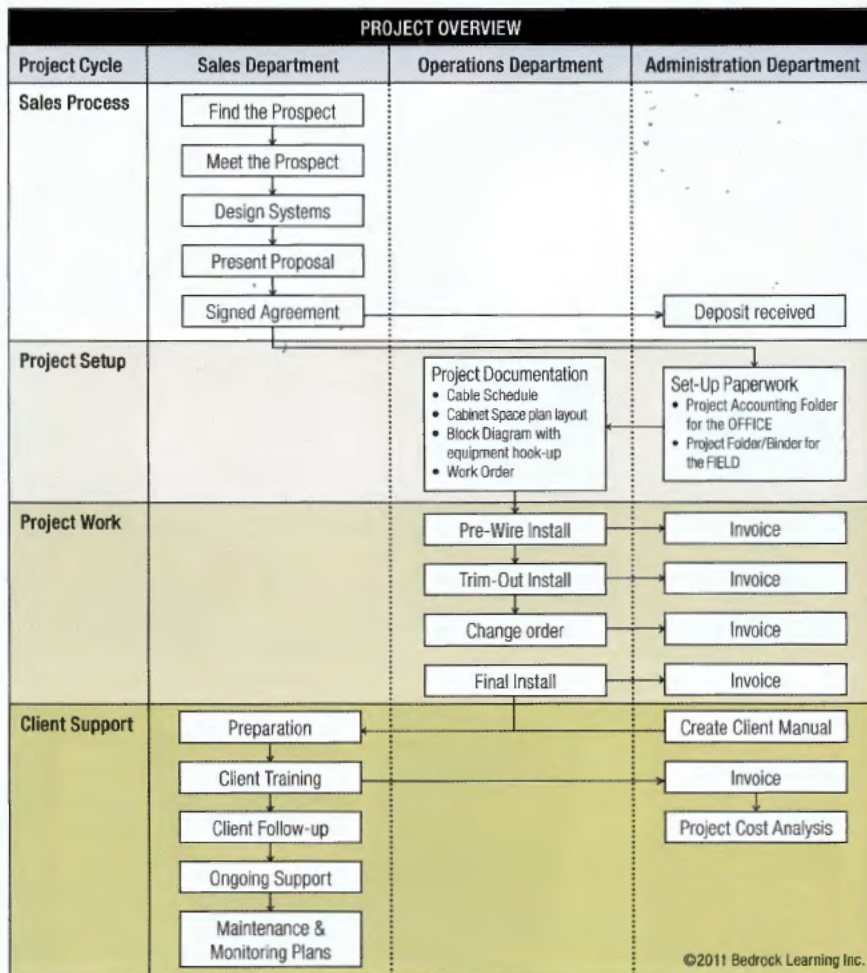 PROJECT OVERVIEW
Project Cycle
Sales Department
Operations Department
Administration Department
Sales Process
Find the Prospect
Meet the Prospect
Design Systems
Present Proposal
Signed Agreement
Deposit received
Project Setup
Project Documentation
• Cable Schedule
• Cabinet Space plan layout
• Block Diagram with
equipment hook-up
• Work Order
Set-Up Paperwork
• Project Accounting Folder
for the OFFICE
• Project Folder/Binder for
the FIELD
Project Work
Pre-Wire Install
Invoice
Trim-Out Install
Invoice
Change order
Invoice
Final Install
Invoice
Client Support
Preparation
Create Client Manual
Client Training
Invoice
Client Follow-up
Project Cost Analysis
Ongoing Support
Maintenance &
Monitoring Plans
©2011 Bedrock Learning Inc.